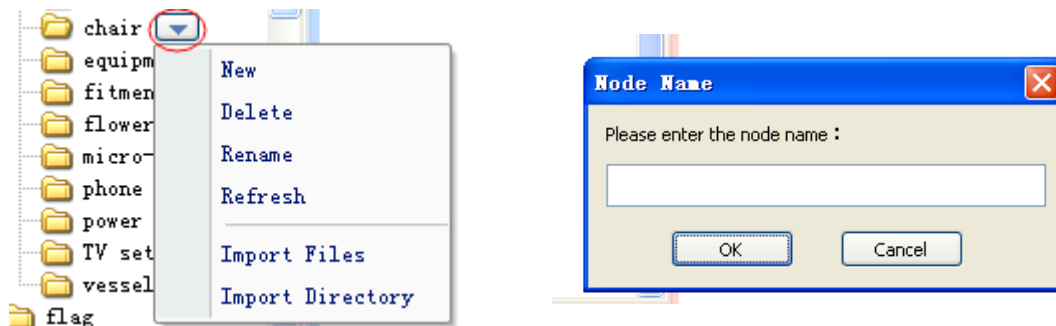 chair
equipm
fitmen
flower
micro-
phone
power
TV set
vessel
flag
New
Delete
Rename
Refresh
Import Files
Import Directory
Node Name
Please enter the node name：
OK
Cancel